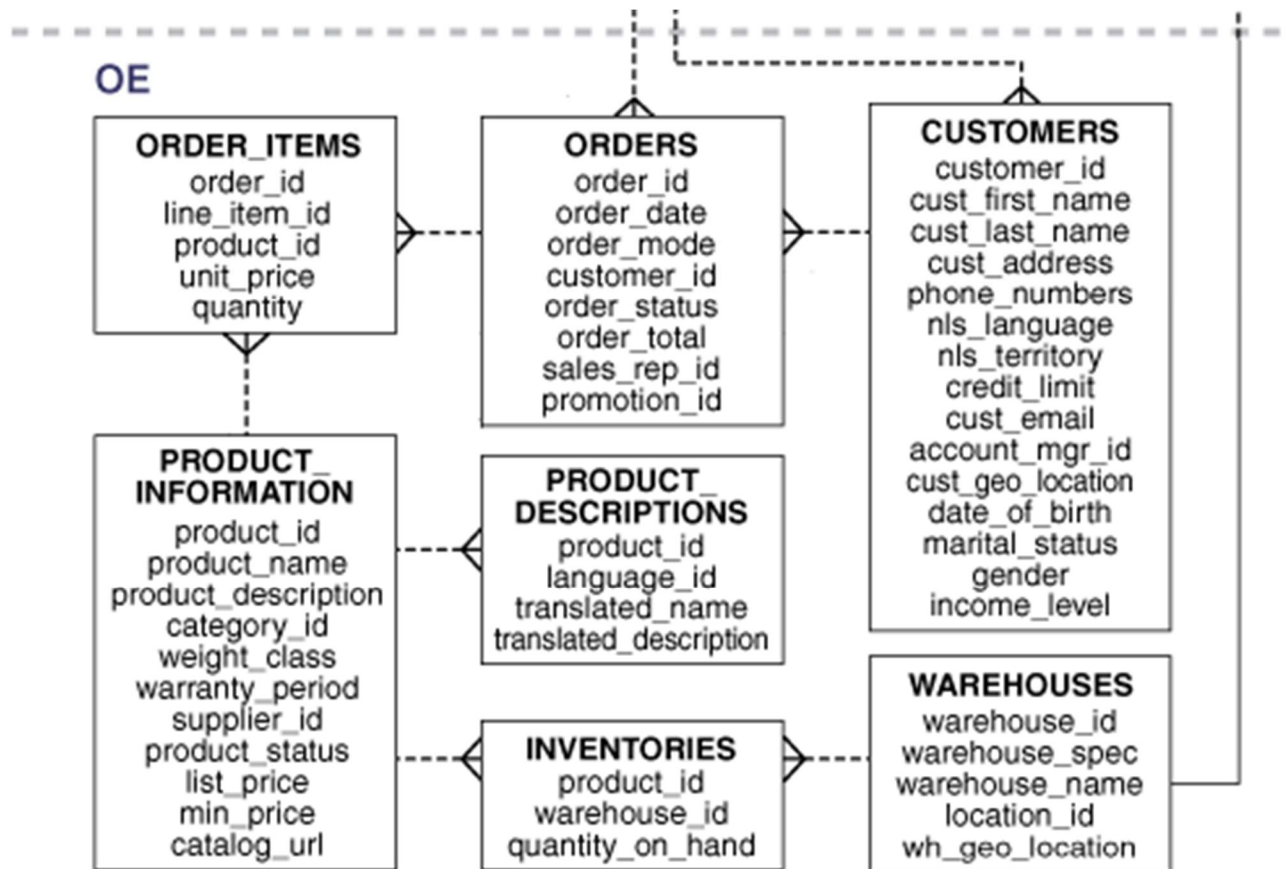 OE
ORDER_ITEMS
order_id
line_item_id
product_id
unit_price
quantity
ORDERS
order_id
order_date
order_mode
customer_id
order_status
order_total
sales_rep_id
promotion_id
CUSTOMERS
customer_id
cust_first_name
cust_last_name
cust_address
phone_numbers
nls_language
nls_territory
credit_limit
cust_email
account_mgr_id
cust_geo_location
date_of_birth
marital_status
gender
income_level
PRODUCT_
INFORMATION
product_id
product_name
product_description
category_id
weight_class
warranty_period
supplier_id
product_status
list_price
min_price
catalog_url
PRODUCT_
DESCRIPTIONS
product_id
language_id
translated_name
translated_description
INVENTORIES
product_id
warehouse_id
quantity_on_hand
WAREHOUSES
warehouse_id
warehouse_spec
warehouse_name
location_id
wh_geo_location